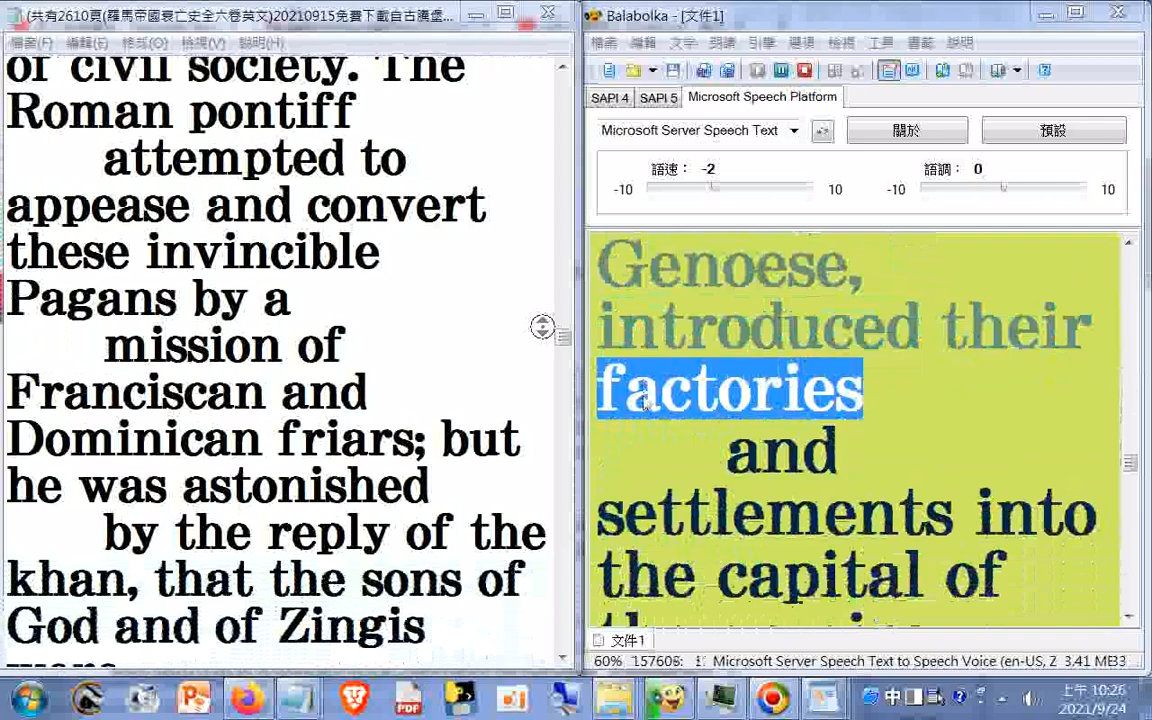 (共有2610頁(羅馬帝國衰亡史全六卷英文)20210915免費下載自古騰堡...
檔案(F) 編輯(E) 格式(O) 檢視(V) 說明(H)
of civil society. The
Roman pontiff
attempted to
appease and convert
these invincible
Pagans by a
mission of
Franciscan and
Dominican friars; but
he was astonished
by the reply of the
khan, that the sons of
God and of Zingis
were
Balabolka - [文件1]
檔案 編輯 文字 朗讀 引擎 選項 檢視 工具 書籤 說明
SAPI 4 SAPI 5 Microsoft Speech Platform
Microsoft Server Speech Text 關於 預設
語速： -2 語調： 0
-10 10 -10 10
Genoese,
introduced their
factories
and
settlements into
the capital of
文件1
60% 157608: Microsoft Server Speech Text to Speech Voice (en-US, Z 3.41 MB
中
上午 10:26
2021/9/24